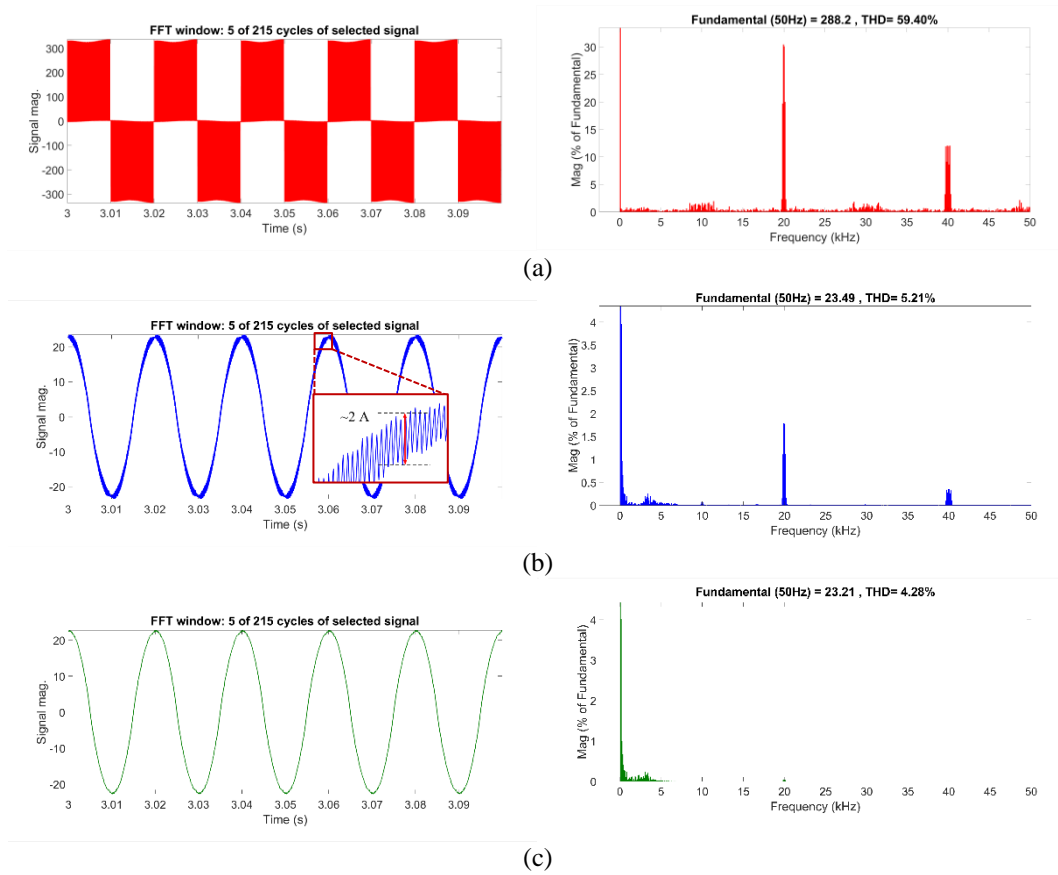 FFT window: 5 of 215 cycles of selected signal
300
200
100
0
-100
-200
-300
Signal mag.
3 3.01 3.02 3.03 3.04 3.05 3.06 3.07 3.08 3.09
Time (s)
Fundamental (50Hz) = 288.2 , THD= 59.40%
30
25
20
15
10
5
0
Mag (% of Fundamental)
0 5 10 15 20 25 30 35 40 45 50
Frequency (kHz)
(a)
FFT window: 5 of 215 cycles of selected signal
20
10
0
-10
-20
Signal mag.
~2 A
3 3.01 3.02 3.03 3.04 3.05 3.06 3.07 3.08 3.09
Time (s)
Fundamental (50Hz) = 23.49 , THD= 5.21%
4
3.5
3
2.5
2
1.5
1
0.5
0
Mag (% of Fundamental)
0 5 10 15 20 25 30 35 40 45 50
Frequency (kHz)
(b)
FFT window: 5 of 215 cycles of selected signal
20
10
0
-10
-20
Signal mag.
3 3.01 3.02 3.03 3.04 3.05 3.06 3.07 3.08 3.09
Time (s)
Fundamental (50Hz) = 23.21 , THD= 4.28%
4
3
2
1
0
Mag (% of Fundamental)
0 5 10 15 20 25 30 35 40 45 50
Frequency (kHz)
(c)